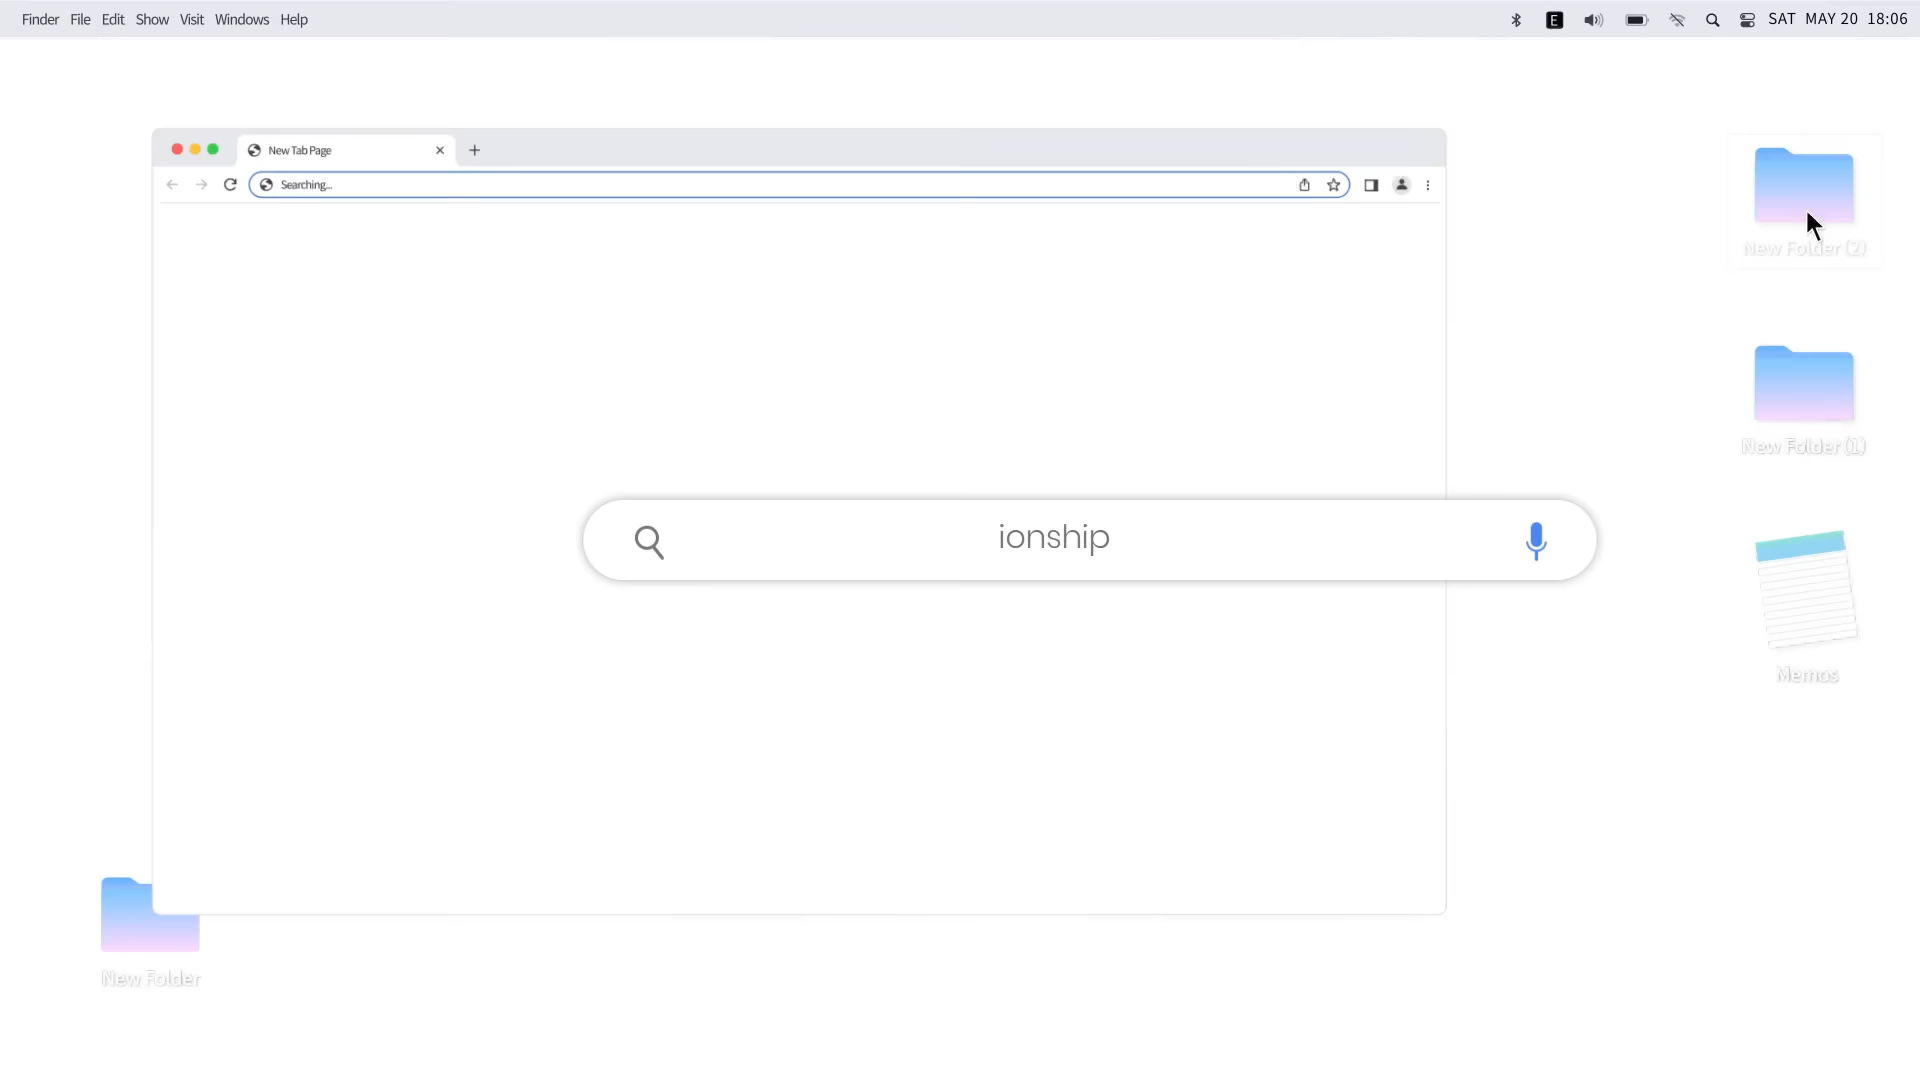 Finder File Edit Show Visit Windows Help
E
SAT MAY 20 18:06
New Tab Page
Searching...
New Folder (2)
New Folder (1)
ionship
Memos
New Folder